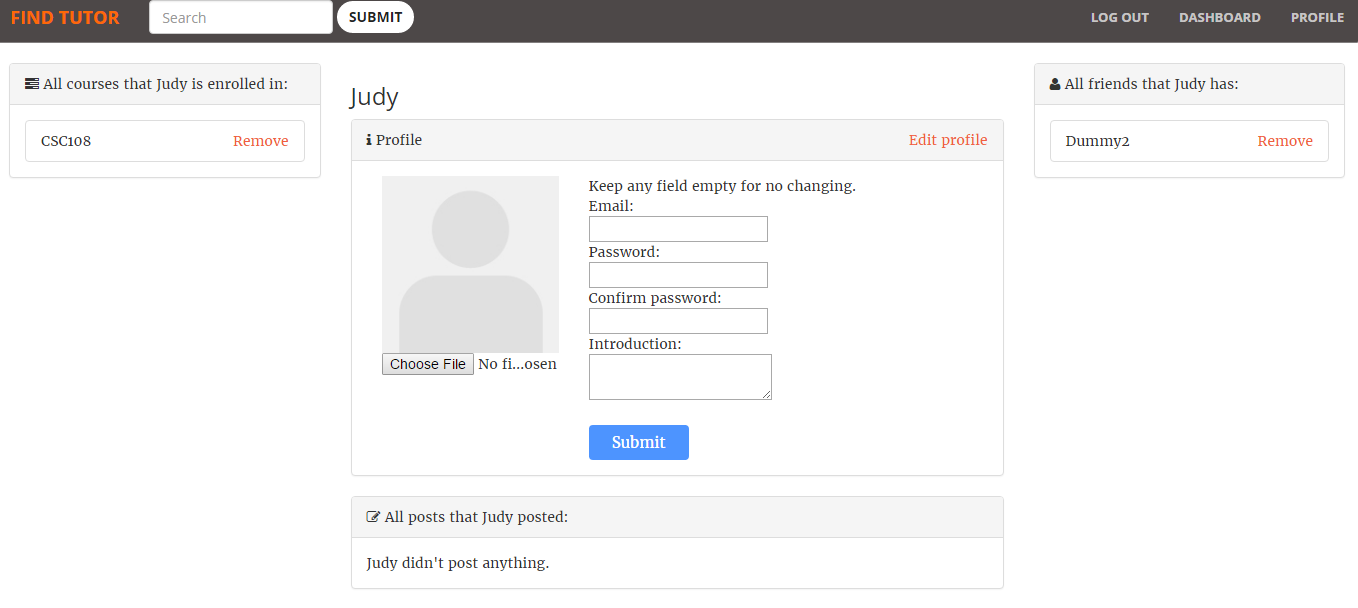 FIND TUTOR Search SUBMIT LOG OUT DASHBOARD PROFILE
All courses that Judy is enrolled in:
CSC108 Remove
Judy
Profile Edit profile
Keep any field empty for no changing.
Email:
Password:
Confirm password:
Introduction:
Choose File No fi...osen
Submit
All posts that Judy posted:
Judy didn't post anything.
All friends that Judy has:
Dummy2 Remove